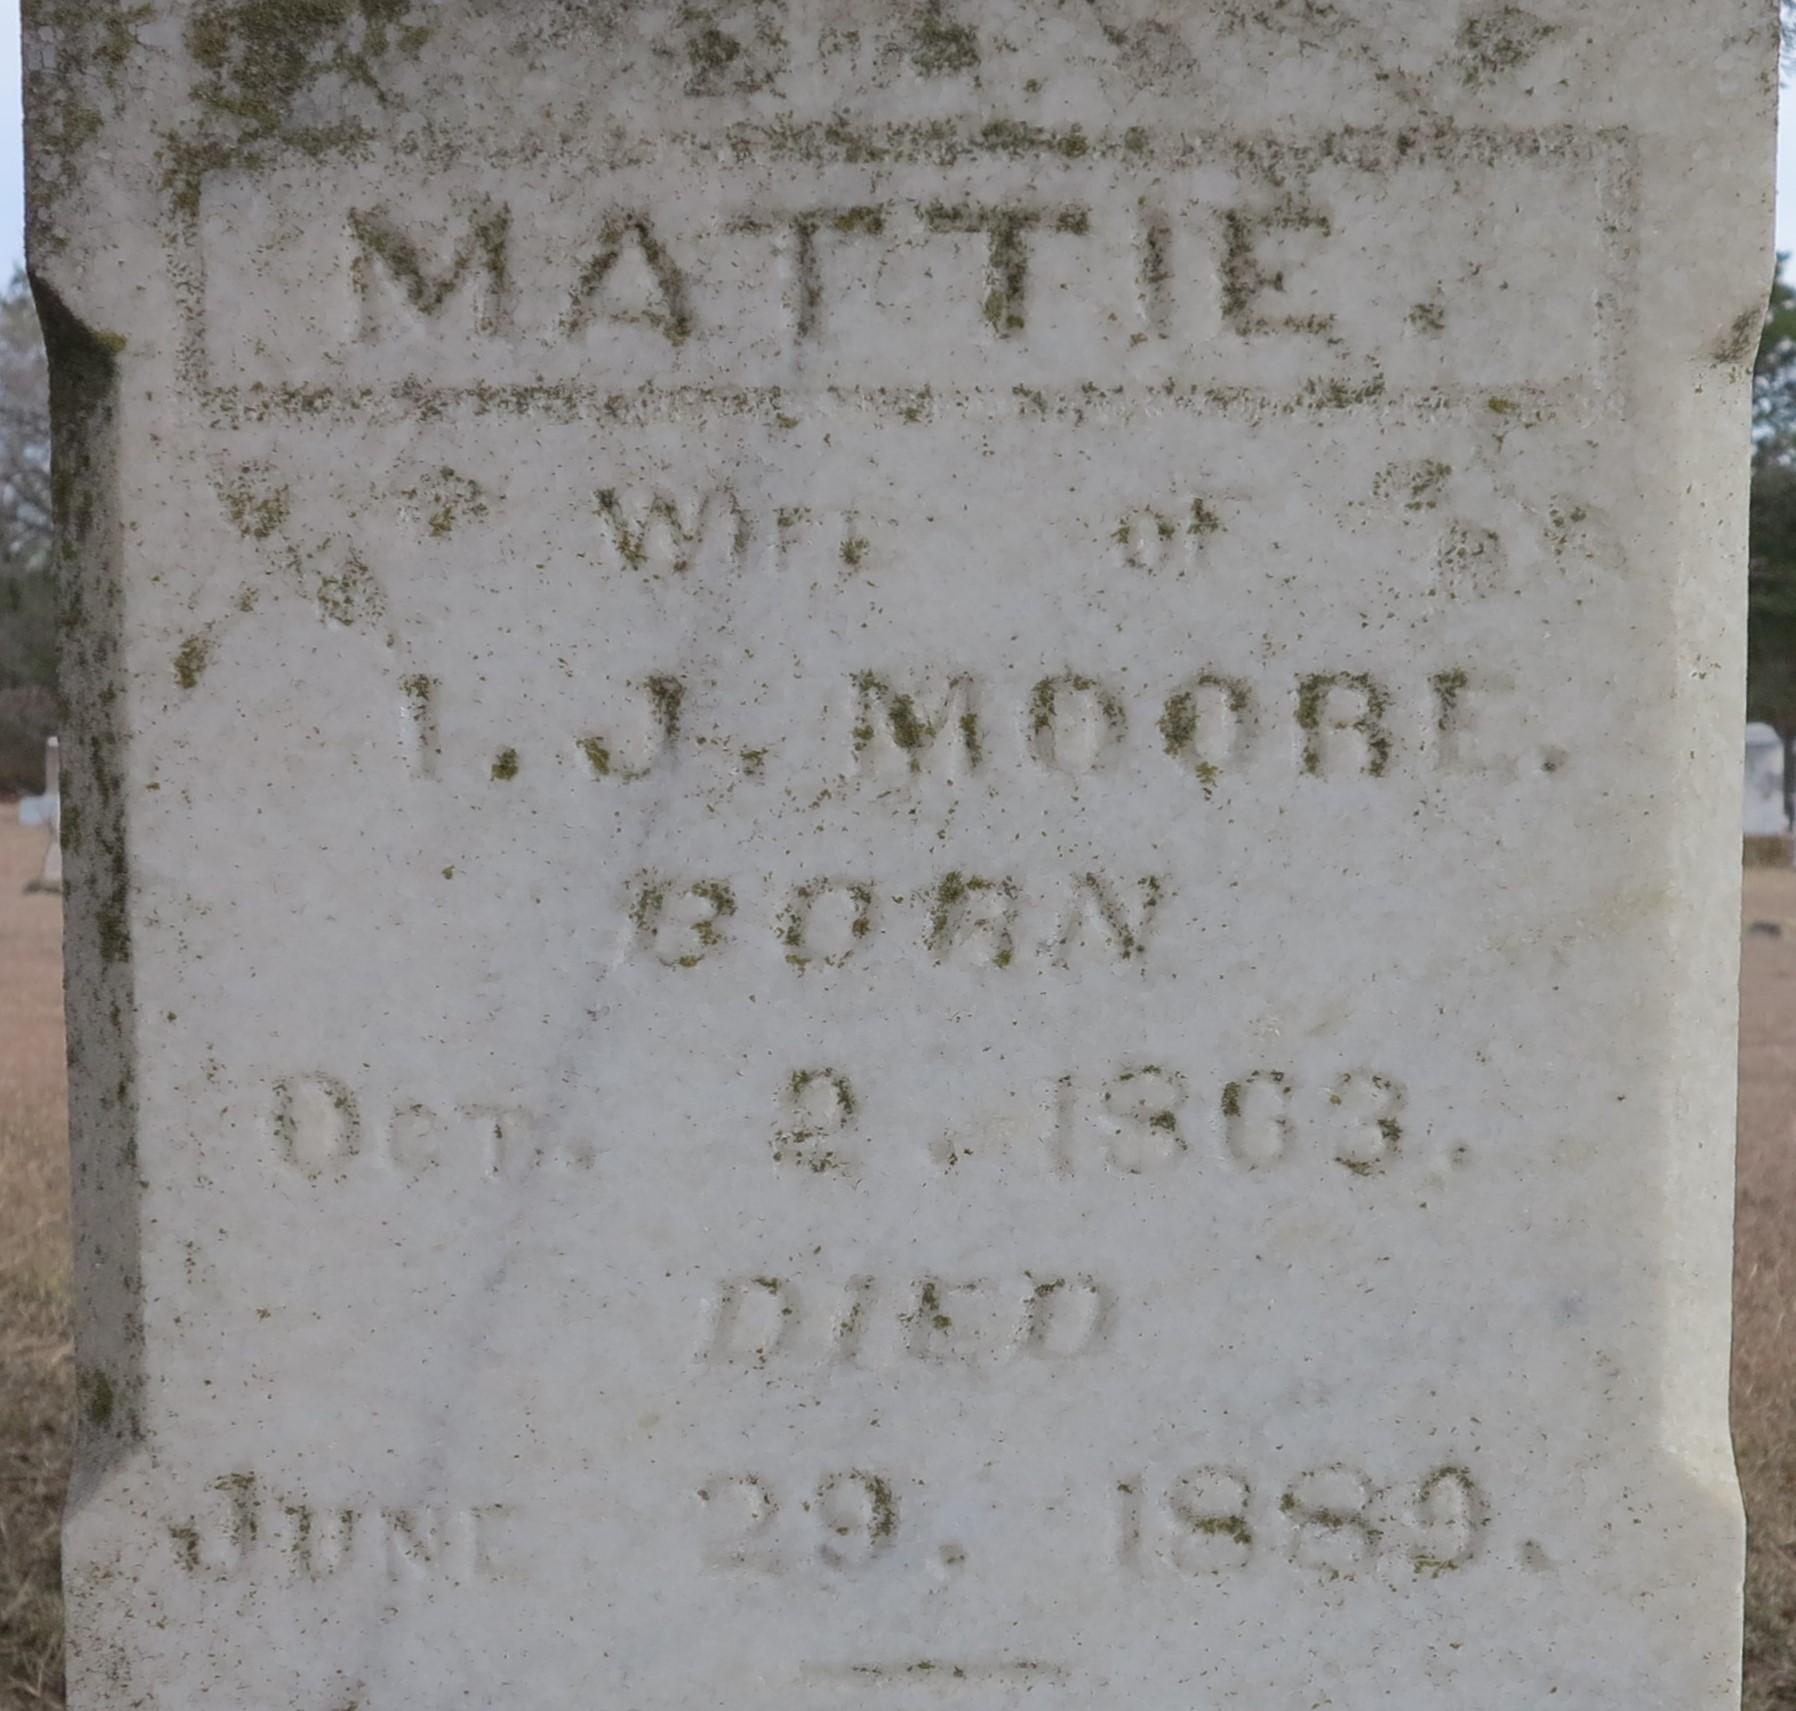 MATTIE.
WIFE OF
I. J. MOORE.
BORN
OCT. 2. 1863.
DIED
JUNE 29. 1889.